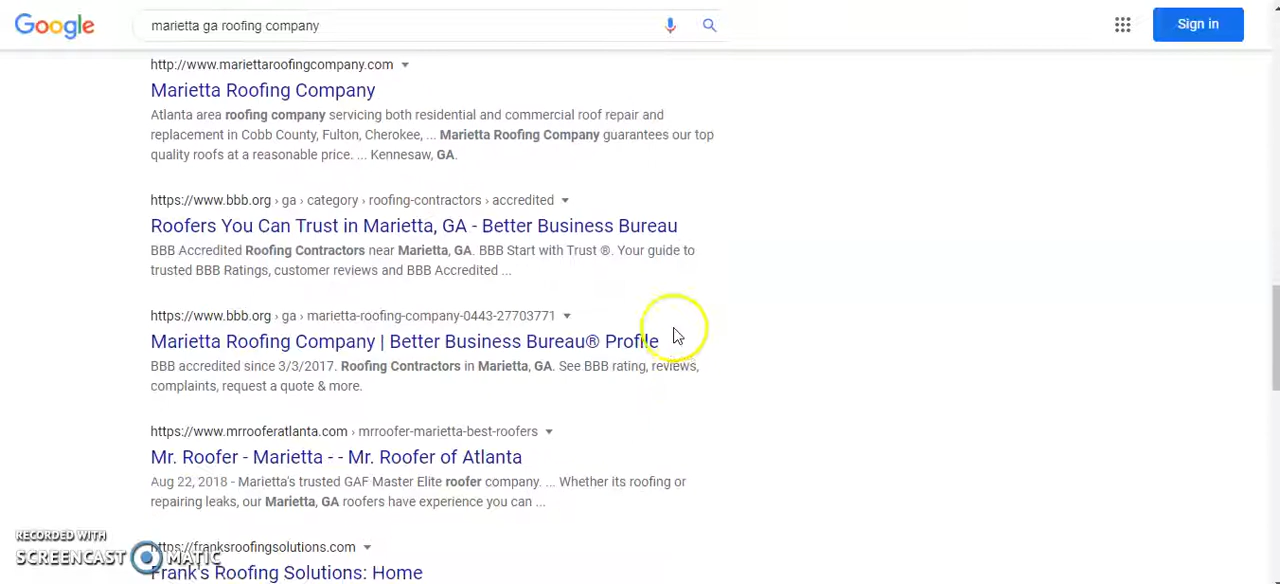 Google
marietta ga roofing company
Sign in
http://www.mariettaroofingcompany.com
Marietta Roofing Company
Atlanta area roofing company servicing both residential and commercial roof repair and
replacement in Cobb County, Fulton, Cherokee, ... Marietta Roofing Company guarantees our top
quality roofs at a reasonable price. ... Kennesaw, GA.
https://www.bbb.org › ga › category › roofing-contractors › accredited
Roofers You Can Trust in Marietta, GA - Better Business Bureau
BBB Accredited Roofing Contractors near Marietta, GA. BBB Start with Trust ®. Your guide to
trusted BBB Ratings, customer reviews and BBB Accredited ...
https://www.bbb.org › ga › marietta-roofing-company-0443-27703771
Marietta Roofing Company | Better Business Bureau® Profile
BBB accredited since 3/3/2017. Roofing Contractors in Marietta, GA. See BBB rating, reviews,
complaints, request a quote & more.
https://www.mrrooferatlanta.com › mrroofer-marietta-best-roofers
Mr. Roofer - Marietta - - Mr. Roofer of Atlanta
Aug 22, 2018 - Marietta's trusted GAF Master Elite roofer company. ... Whether its roofing or
repairing leaks, our Marietta, GA roofers have experience you can ...
https://franksroofingsolutions.com
Frank's Roofing Solutions: Home
RECORDED WITH
SCREENCAST MATIC